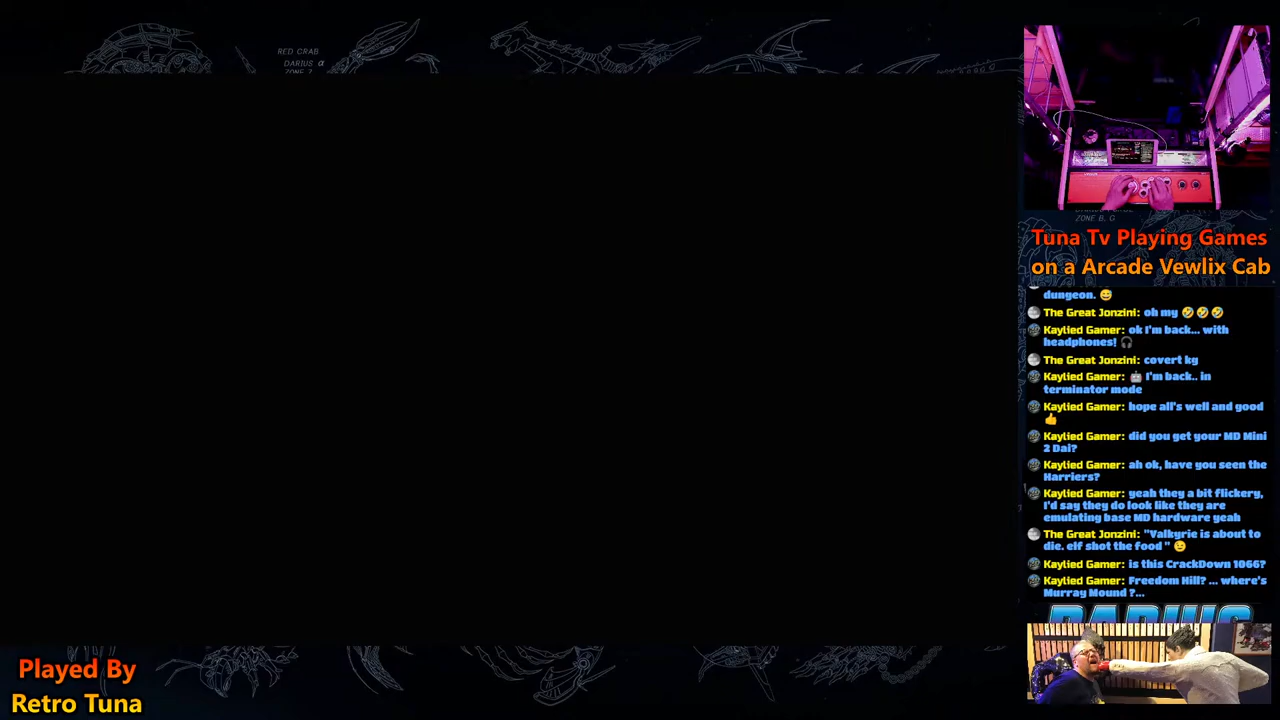 RED CRAB
DARIUS α
ZONE Z
ZONE B, G
Tuna Tv Playing Games
on a Arcade Vewlix Cab
dungeon. 😅
The Great Jonzini: oh my 🤣🤣🤣
Kaylied Gamer: ok I'm back... with
headphones! 🎧
The Great Jonzini: covert kg
Kaylied Gamer: 🤖 I'm back.. in
terminator mode
Kaylied Gamer: hope all's well and good
👍
Kaylied Gamer: did you get your MD Mini
2 Dai?
Kaylied Gamer: ah ok, have you seen the
Harriers?
Kaylied Gamer: yeah they a bit flickery,
I'd say they do look like they are
emulating base MD hardware yeah
The Great Jonzini: "Valkyrie is about to
die. elf shot the food " 😉
Kaylied Gamer: is this CrackDown 1066?
Kaylied Gamer: Freedom Hill? ... where's
Murray Mound ?...
DARIUS
Played By
Retro Tuna